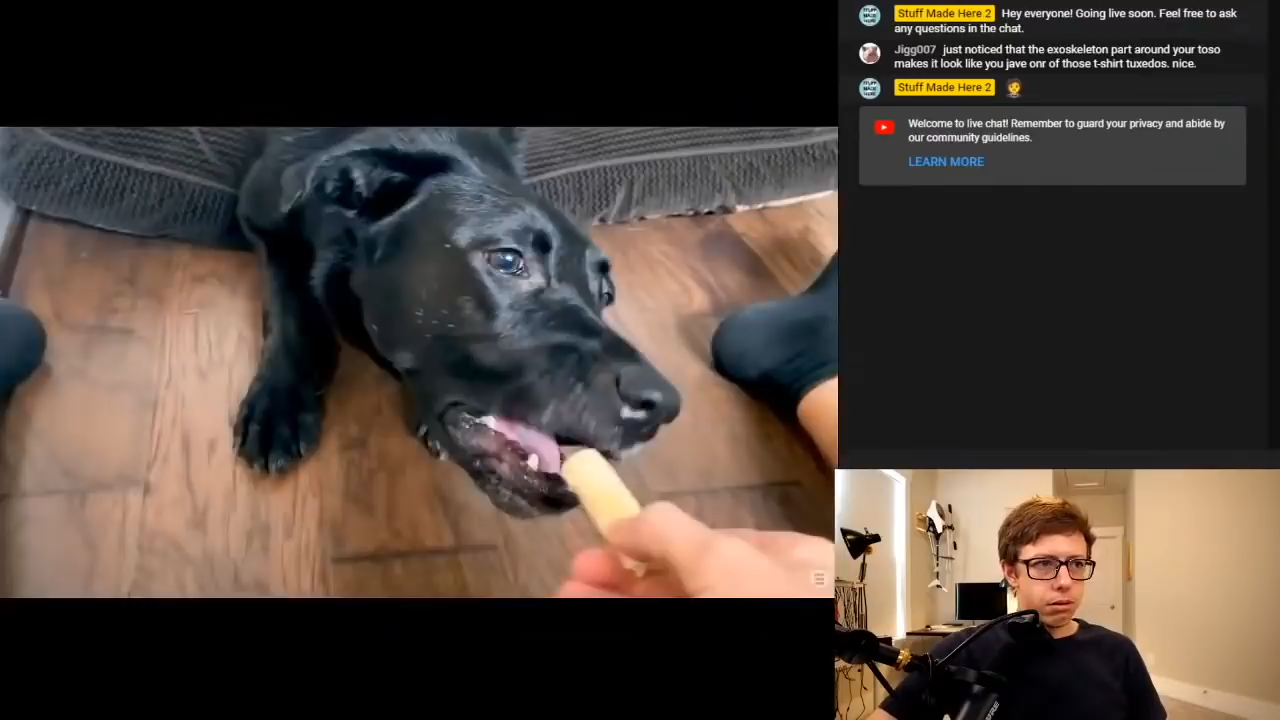 Stuff Made Here 2 Hey everyone! Going live soon. Feel free to ask
any questions in the chat.
Jigg007 just noticed that the exoskeleton part around your toso
makes it look like you jave onr of those t-shirt tuxedos. nice.
Stuff Made Here 2
Welcome to live chat! Remember to guard your privacy and abide by
our community guidelines.
LEARN MORE